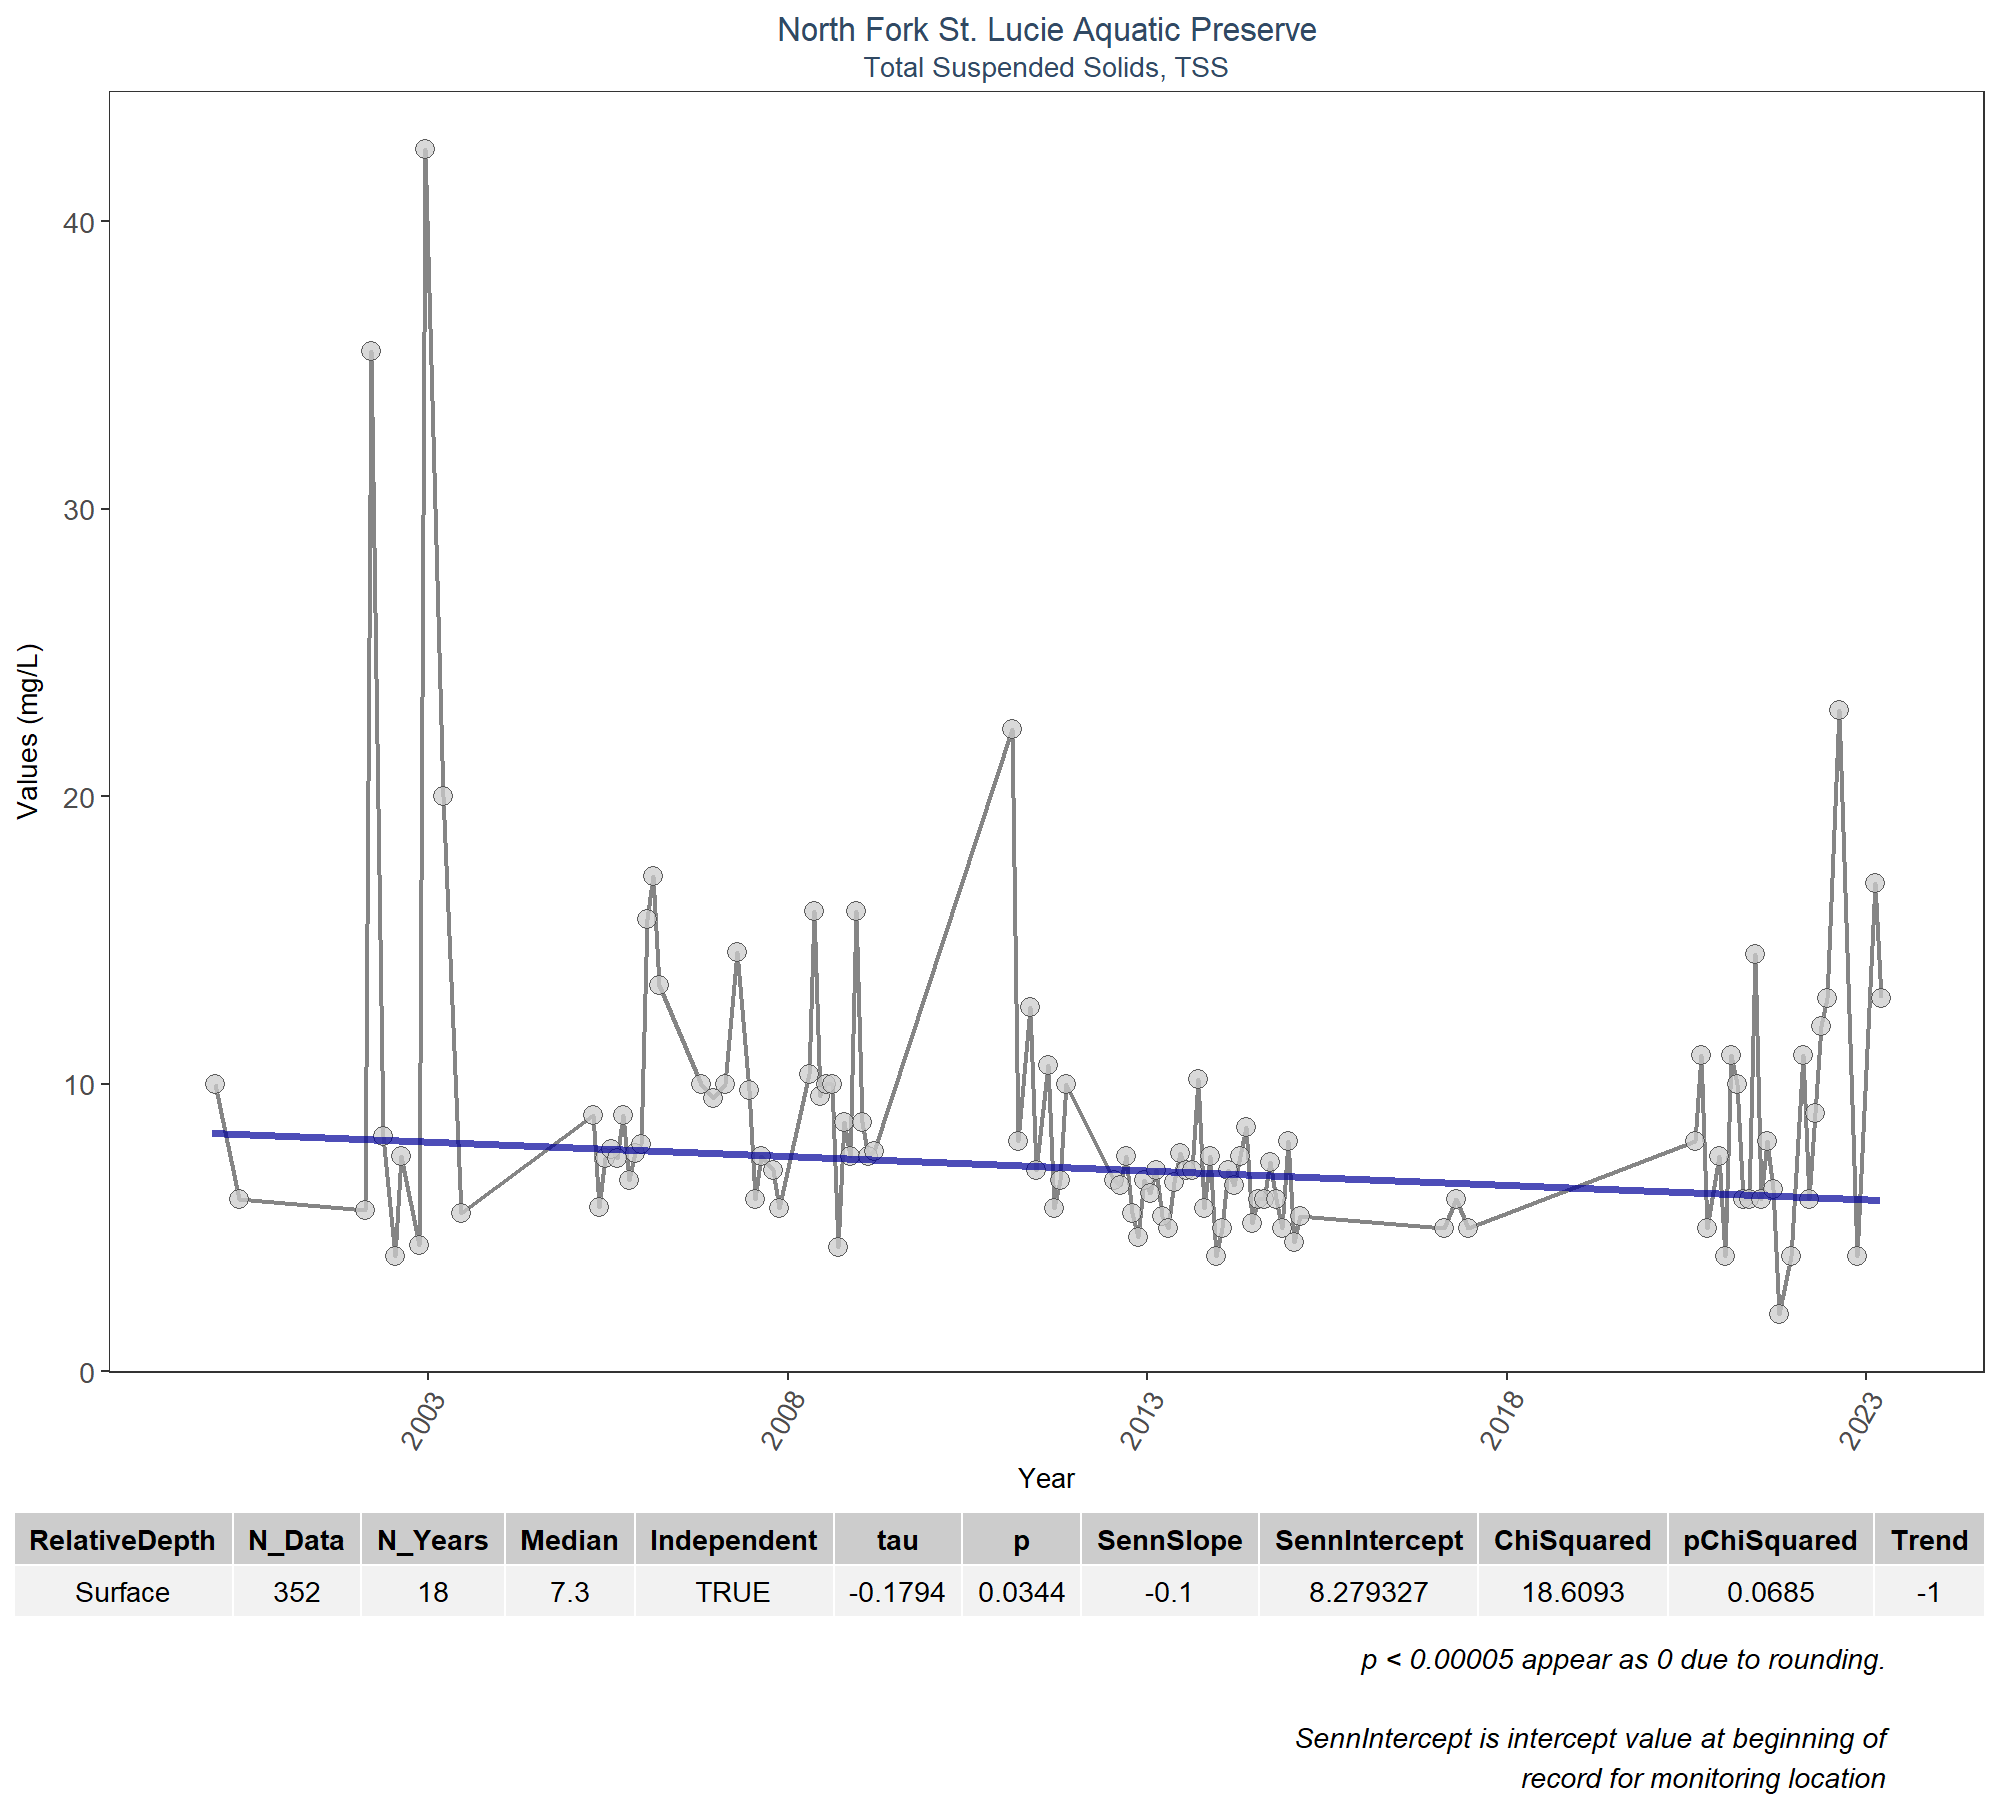 North Fork St. Lucie Aquatic Preserve
Total Suspended Solids, TSS
Values (mg/L)
40
30
20
10
0
2003 2008 2013 2018 2023
Year
RelativeDepth N_Data N_Years Median Independent tau p SennSlope SennIntercept ChiSquared pChiSquared Trend
Surface 352 18 7.3 TRUE -0.1794 0.0344 -0.1 8.279327 18.6093 0.0685 -1
p < 0.00005 appear as 0 due to rounding.
SennIntercept is intercept value at beginning of
record for monitoring location